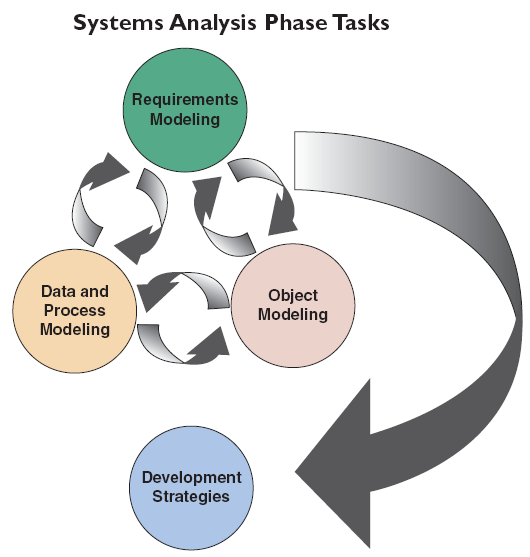 Systems Analysis Phase Tasks
Requirements
Modeling
Data and
Process
Modeling
Object
Modeling
Development
Strategies